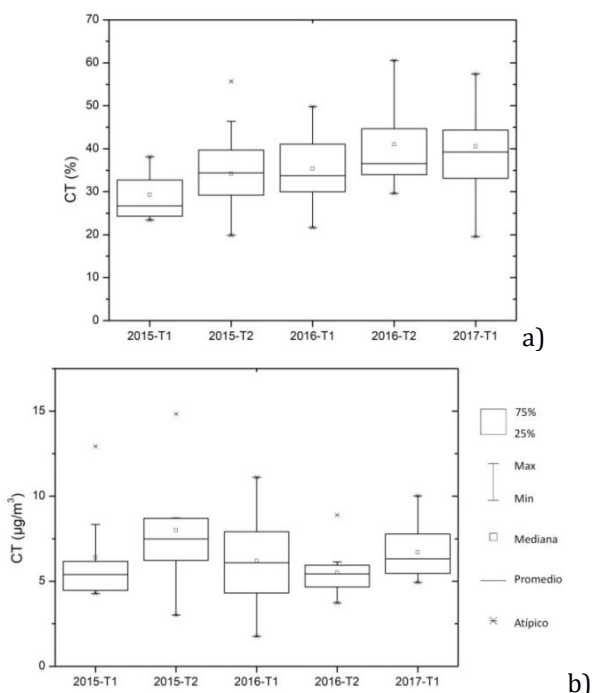 70
60
50
40
30
20
10
0
CT (%)
2015-T1 2015-T2 2016-T1 2016-T2 2017-T1
a)
15
10
5
0
CT (µg/m³)
2015-T1 2015-T2 2016-T1 2016-T2 2017-T1
75%
25%
Max
Min
Mediana
Promedio
Atípico
b)